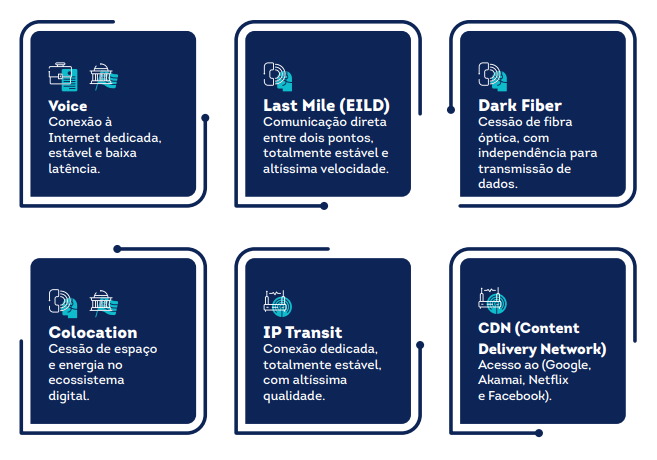 Voice
Conexão à
Internet dedicada,
estável e baixa
latência.
Last Mile (EILD)
Comunicação direta
entre dois pontos,
totalmente estável e
altíssima velocidade.
Dark Fiber
Cessão de fibra
óptica, com
independência para
transmissão de
dados.
Colocation
Cessão de espaço
e energia no
ecossistema
digital.
IP Transit
Conexão dedicada,
totalmente estável,
com altíssima
qualidade.
CDN (Content
Delivery Network)
Acesso ao (Google,
Akamai, Netflix
e Facebook).